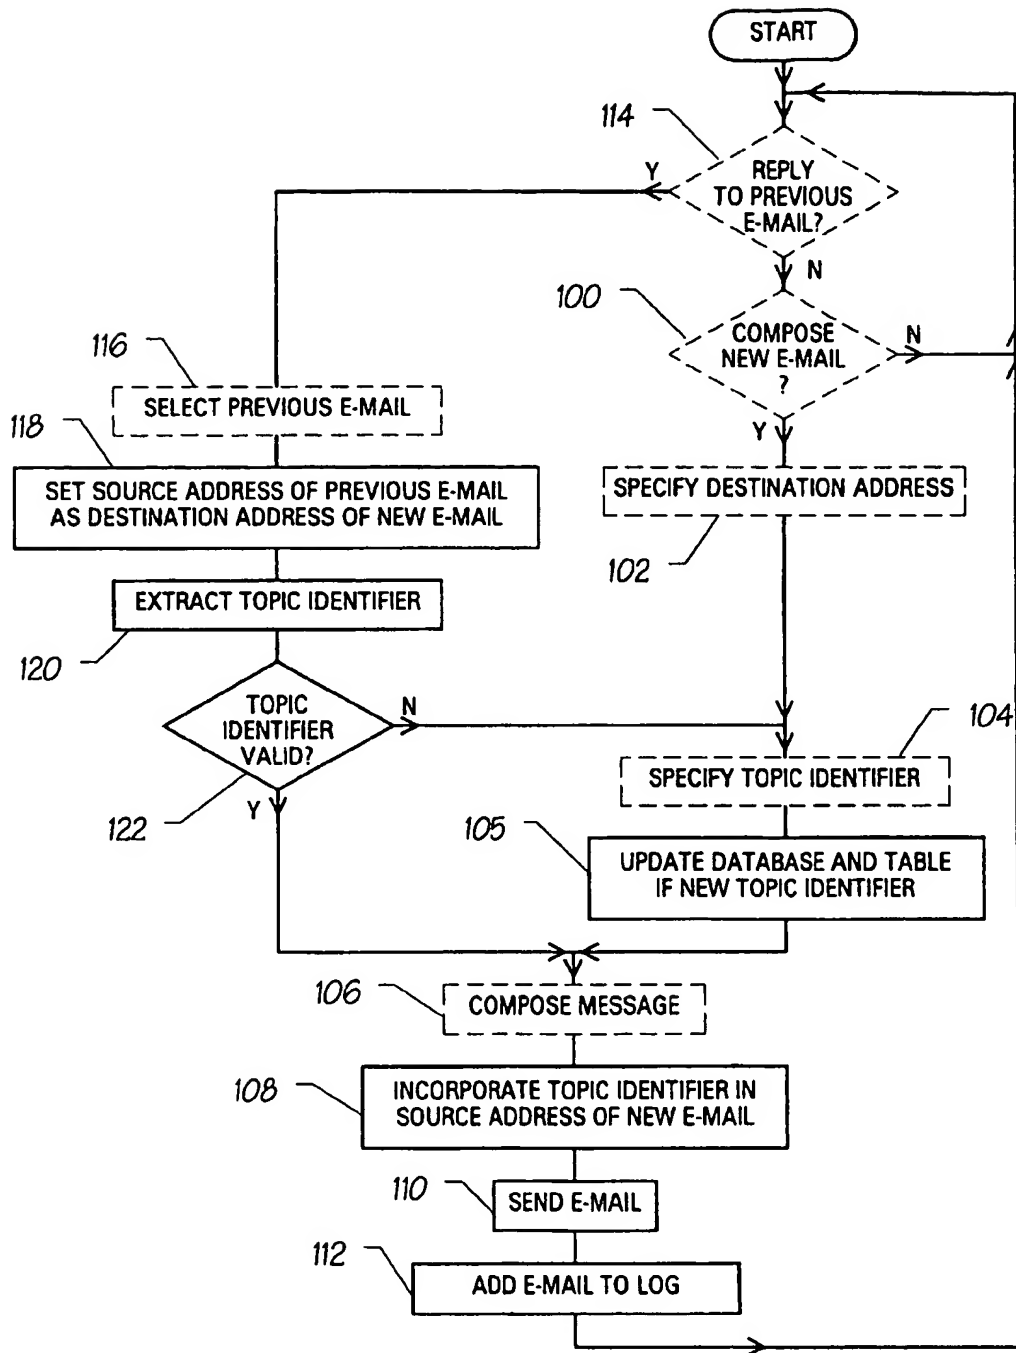 START
114
REPLY
TO PREVIOUS
E-MAIL?
Y
N
100
COMPOSE
NEW E-MAIL
?
N
Y
116
SELECT PREVIOUS E-MAIL
118
SET SOURCE ADDRESS OF PREVIOUS E-MAIL
AS DESTINATION ADDRESS OF NEW E-MAIL
SPECIFY DESTINATION ADDRESS
102
EXTRACT TOPIC IDENTIFIER
120
TOPIC
IDENTIFIER
VALID?
N
Y
122
104
SPECIFY TOPIC IDENTIFIER
105
UPDATE DATABASE AND TABLE
IF NEW TOPIC IDENTIFIER
106
COMPOSE MESSAGE
108
INCORPORATE TOPIC IDENTIFIER IN
SOURCE ADDRESS OF NEW E-MAIL
110
SEND E-MAIL
112
ADD E-MAIL TO LOG